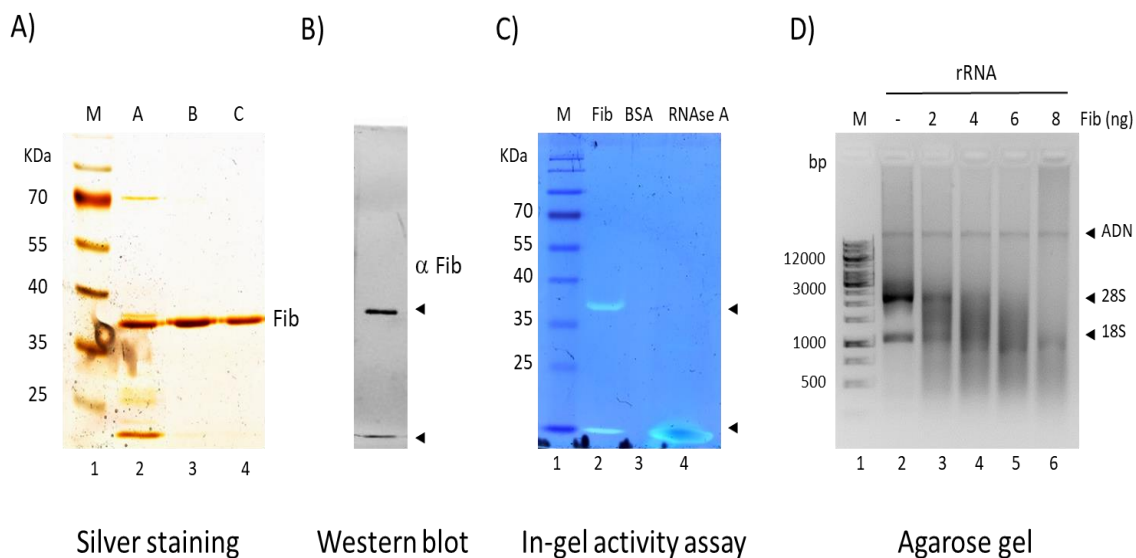 A)
M A B C
KDa
70
55
40
35
25
Fib
1 2 3 4
Silver staining
B)
α Fib
Western blot
C)
M Fib BSA RNAse A
KDa
70
55
40
35
25
1 2 3 4
In-gel activity assay
D)
rRNA
M - 2 4 6 8 Fib (ng)
bp
12000
3000
1000
500
ADN
28S
18S
1 2 3 4 5 6
Agarose gel